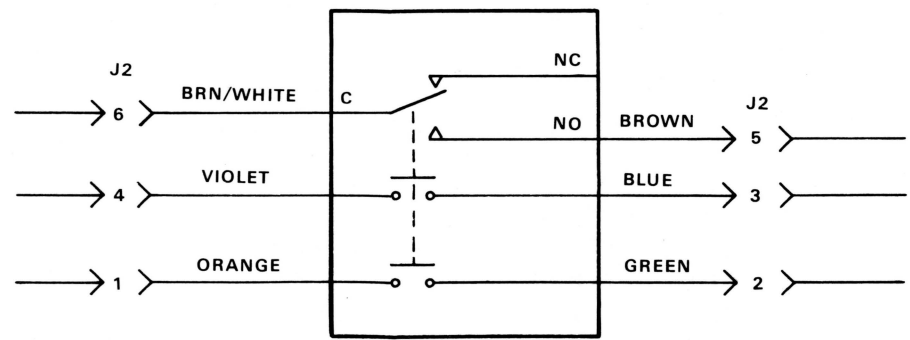 NC
J2
BRN/WHITE
C
J2
6
NO
BROWN
5
VIOLET
BLUE
4
3
ORANGE
GREEN
1
2